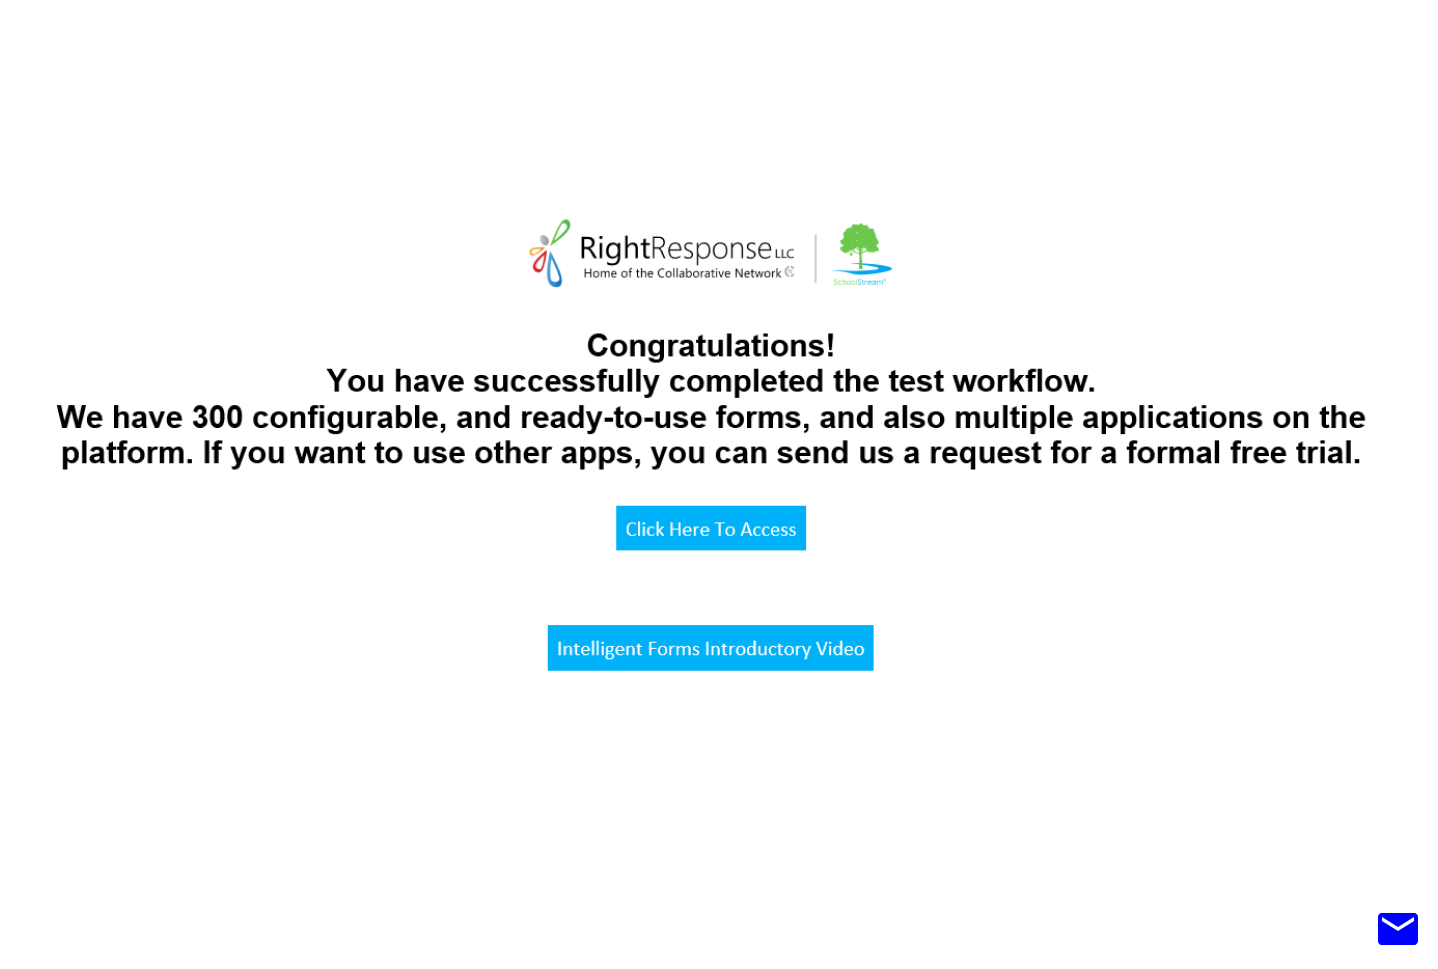 RightResponse LLC
Home of the Collaborative Network
SchoolStream®
Congratulations!
You have successfully completed the test workflow.
We have 300 configurable, and ready-to-use forms, and also multiple applications on the
platform. If you want to use other apps, you can send us a request for a formal free trial.
Click Here To Access
Intelligent Forms Introductory Video